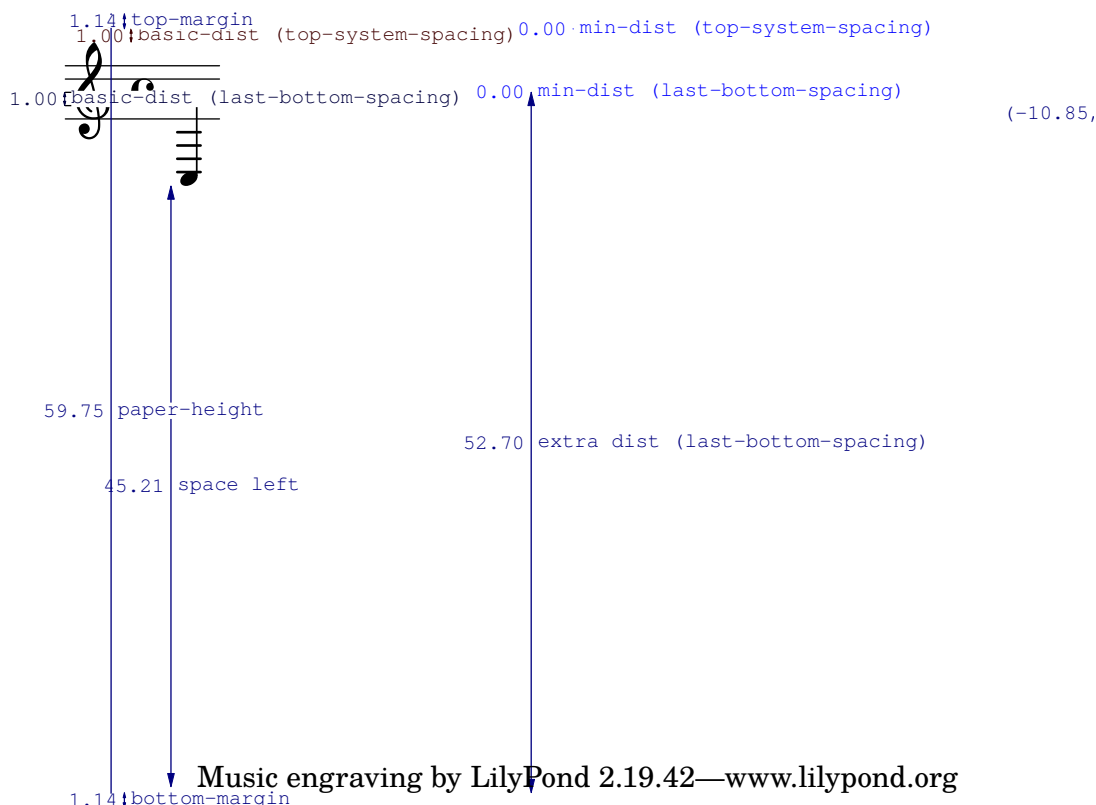 1.14 top-margin
1.00 basic-dist (top-system-spacing) 0.00 min-dist (top-system-spacing)
1.00 basic-dist (last-bottom-spacing) 0.00 min-dist (last-bottom-spacing)
(-10.85,
59.75 paper-height
52.70 extra dist (last-bottom-spacing)
45.21 space left
Music engraving by LilyPond 2.19.42—www.lilypond.org
1.14 bottom-margin